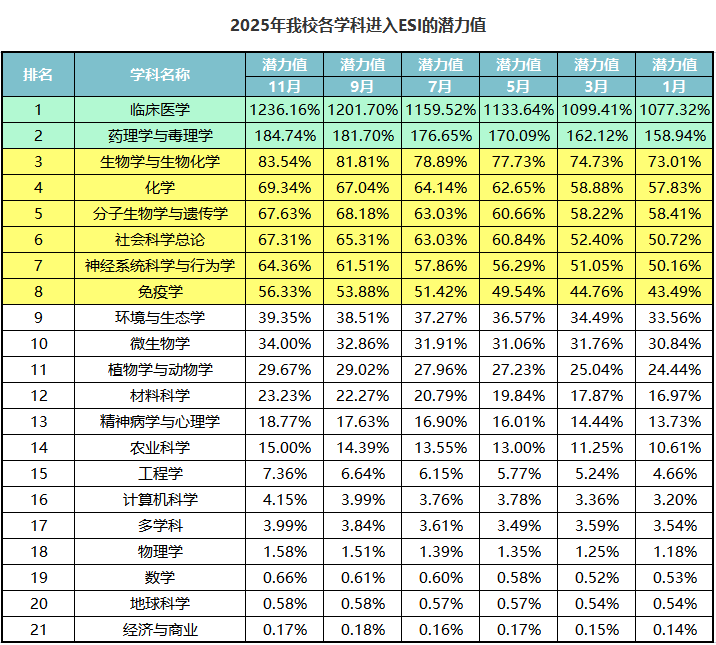 2025年我校各学科进入ESI的潜力值
排名 学科名称 潜力值 潜力值 潜力值 潜力值 潜力值 潜力值
11月 9月 7月 5月 3月 1月
1 临床医学 1236.16% 1201.70% 1159.52% 1133.64% 1099.41% 1077.32%
2 药理学与毒理学 184.74% 181.70% 176.65% 170.09% 162.12% 158.94%
3 生物学与生物化学 83.54% 81.81% 78.89% 77.73% 74.73% 73.01%
4 化学 69.34% 67.04% 64.14% 62.65% 58.88% 57.83%
5 分子生物学与遗传学 67.63% 68.18% 63.03% 60.66% 58.22% 58.41%
6 社会科学总论 67.31% 65.31% 63.03% 60.84% 52.40% 50.72%
7 神经系统科学与行为学 64.36% 61.51% 57.86% 56.29% 51.05% 50.16%
8 免疫学 56.33% 53.88% 51.42% 49.54% 44.76% 43.49%
9 环境与生态学 39.35% 38.51% 37.27% 36.57% 34.49% 33.56%
10 微生物学 34.00% 32.86% 31.91% 31.06% 31.76% 30.84%
11 植物学与动物学 29.67% 29.02% 27.96% 27.23% 25.04% 24.44%
12 材料科学 23.23% 22.27% 20.79% 19.84% 17.87% 16.97%
13 精神病学与心理学 18.77% 17.63% 16.90% 16.01% 14.44% 13.73%
14 农业科学 15.00% 14.39% 13.55% 13.00% 11.25% 10.61%
15 工程学 7.36% 6.64% 6.15% 5.77% 5.24% 4.66%
16 计算机科学 4.15% 3.99% 3.76% 3.78% 3.36% 3.20%
17 多学科 3.99% 3.84% 3.61% 3.49% 3.59% 3.54%
18 物理学 1.58% 1.51% 1.39% 1.35% 1.25% 1.18%
19 数学 0.66% 0.61% 0.60% 0.58% 0.52% 0.53%
20 地球科学 0.58% 0.58% 0.57% 0.57% 0.54% 0.54%
21 经济与商业 0.17% 0.18% 0.16% 0.17% 0.15% 0.14%